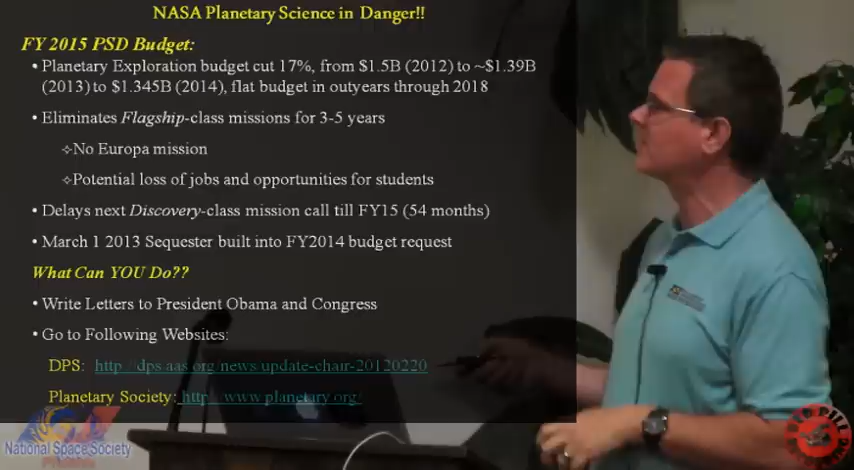 NASA Planetary Science in Danger!!
FY 2015 PSD Budget:
• Planetary Exploration budget cut 17%, from $1.5B (2012) to ~$1.39B
(2013) to $1.345B (2014), flat budget in outyears through 2018
• Eliminates Flagship-class missions for 3-5 years
✧No Europa mission
✧Potential loss of jobs and opportunities for students
• Delays next Discovery-class mission call till FY15 (54 months)
• March 1 2013 Sequester built into FY2014 budget request
What Can YOU Do??
• Write Letters to President Obama and Congress
• Go to Following Websites:
DPS: http://dps.aas.org/news/update-chair-20120220
Planetary Society: http://www.planetary.org/
National Space Society
RED PILL